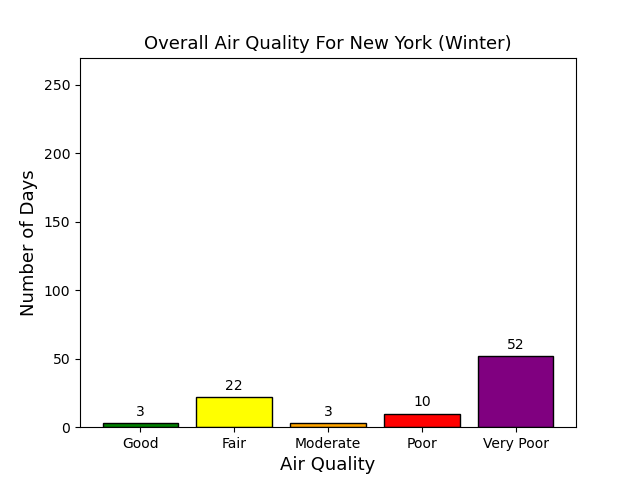 Overall Air Quality For New York (Winter)
250
200
150
100
50
0
Number of Days
3
22
3
10
52
Good
Fair
Moderate
Poor
Very Poor
Air Quality